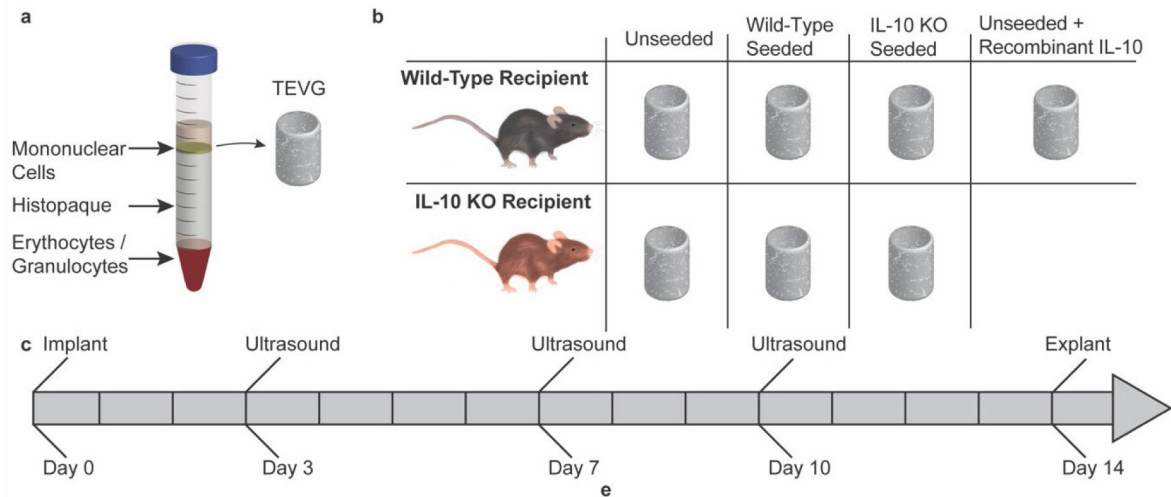 a
TEVG
Mononuclear
Cells
Histopaque
Erythocytes /
Granulocytes
b
Unseeded
Wild-Type
Seeded
IL-10 KO
Seeded
Unseeded +
Recombinant IL-10
Wild-Type Recipient
IL-10 KO Recipient
c
Implant
Ultrasound
Ultrasound
Ultrasound
Explant
Day 0
Day 3
Day 7
Day 10
Day 14
e